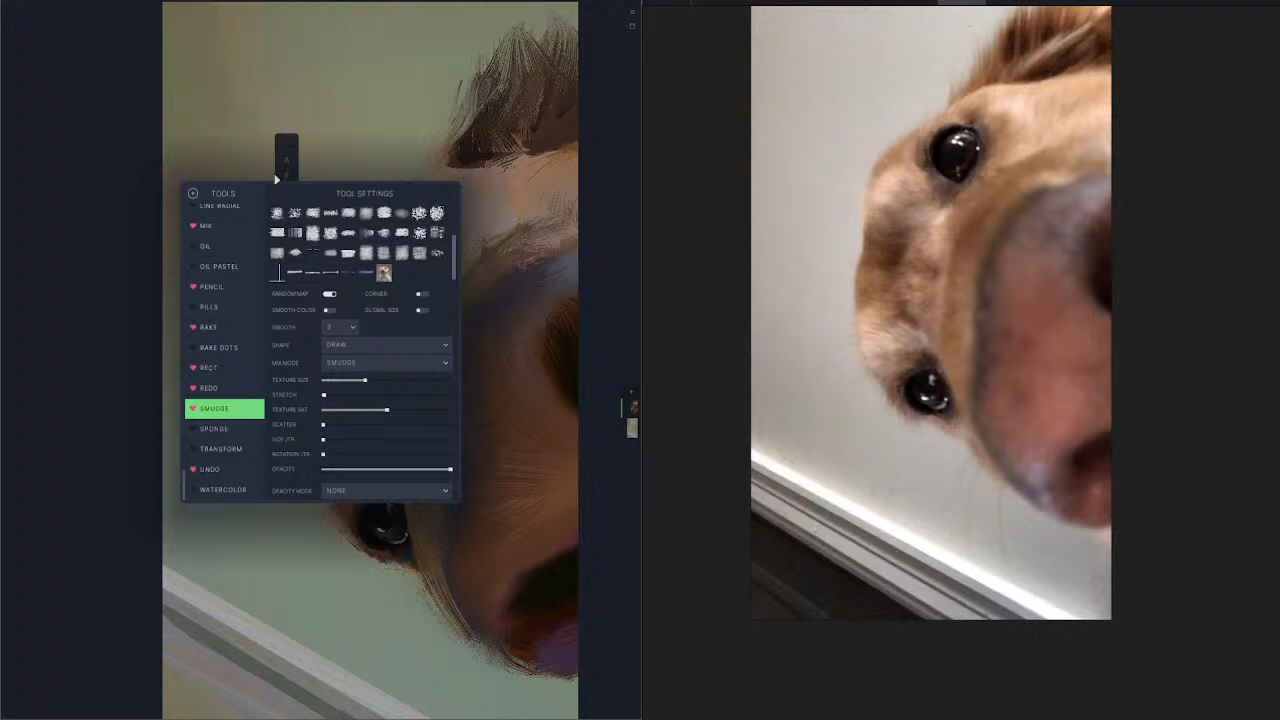 A
TOOLS
TOOL SETTINGS
LINE RADIAL
MIX
OIL
OIL PASTEL
PENCIL
PILLS
RAKE
RAKE DOTS
RECT
REDO
SMUDGE
SPONGE
TRANSFORM
UNDO
WATERCOLOR
RANDOM MAP
CORNER
SMOOTH COLOR
GLOBAL SIZE
SMOOTH
3
SHAPE
DRAW
MIX MODE
SMUDGE
TEXTURE SIZE
STRETCH
TEXTURE SAT
SCATTER
SIZE JTR.
ROTATION JTR
OPACITY
OPACITY MODE
NONE